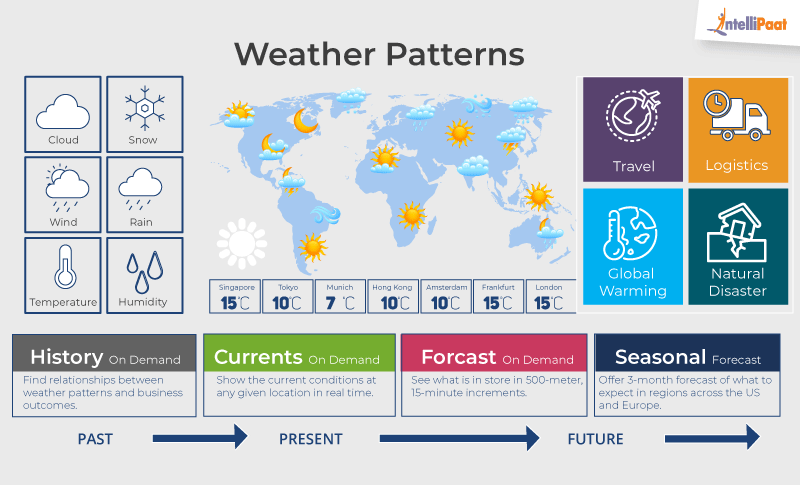 IntelliPaat
Weather Patterns
Cloud
Snow
Wind
Rain
Temperature
Humidity
Singapore
15°C
Tokyo
10°C
Munich
7 °C
Hong Kong
10°C
Amsterdam
10°C
Frankfurt
15°C
London
15°C
Travel
Logistics
Global
Warming
Natural
Disaster
History On Demand
Find relationships between
weather patterns and business
outcomes.
Currents On Demand
Show the current conditions at
any given location in real time.
Forcast On Demand
See what is in store in 500-meter,
15-minute increments.
Seasonal Forecast
Offer 3-month forecast of what to
expect in regions across the US
and Europe.
PAST
PRESENT
FUTURE